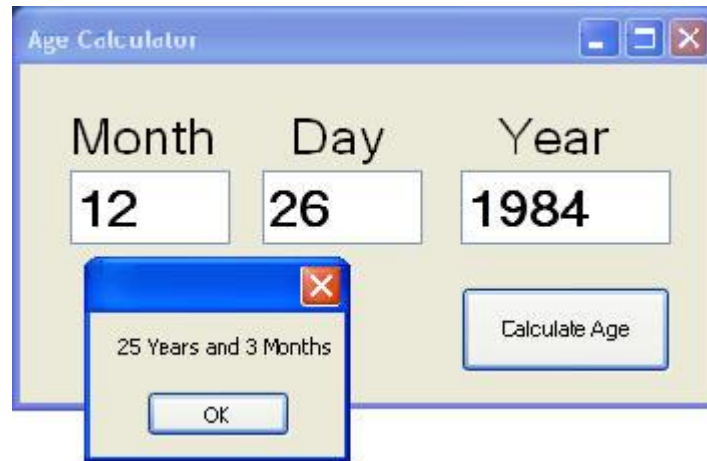 Age Calculator
Month Day Year
12 26 1984
25 Years and 3 Months
Calculate Age
OK